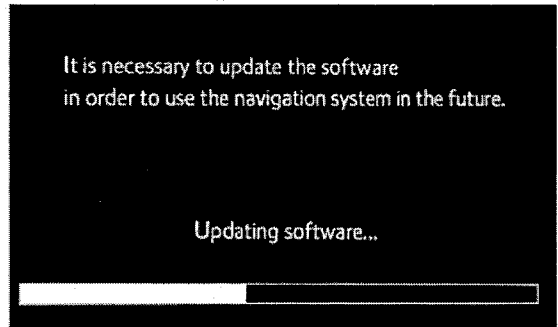 It is necessary to update the software
in order to use the navigation system in the future.
Updating software...